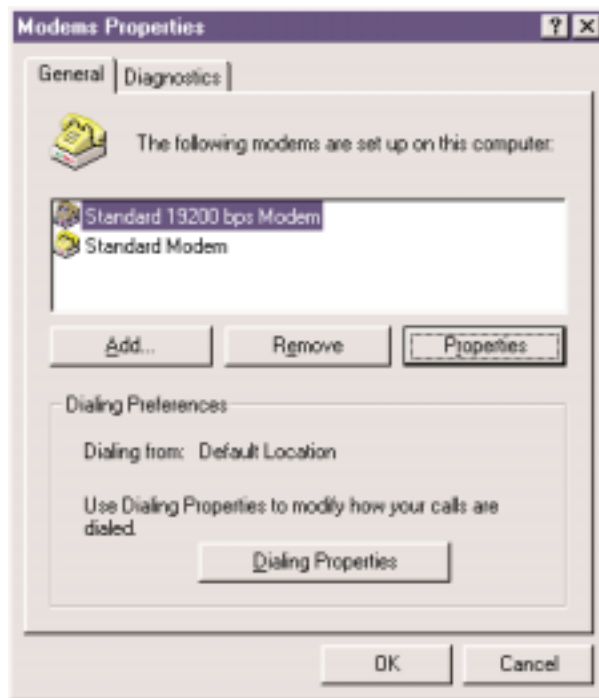 Modems Properties
General Diagnostics
The following modems are set up on this computer:
Standard 19200 bps Modem
Standard Modem
Add... Remove Properties
Dialing Preferences
Dialing from: Default Location
Use Dialing Properties to modify how your calls are
dialed.
Dialing Properties
OK Cancel